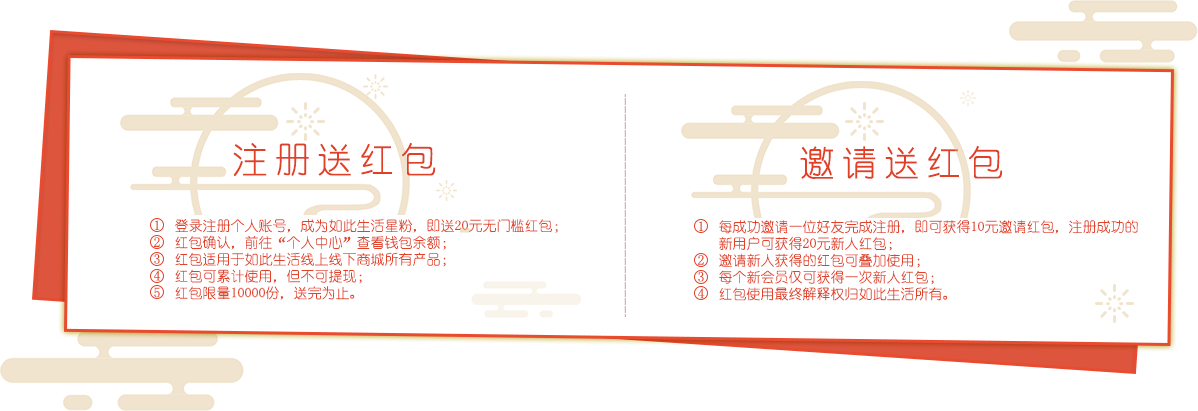 注册送红包
① 登录注册个人账号，成为如此生活星粉，即送20元无门槛红包；
② 红包确认，前往“个人中心”查看钱包余额；
③ 红包适用于如此生活线上线下商城所有产品；
④ 红包可累计使用，但不可提现；
⑤ 红包限量10000份，送完为止。
邀请送红包
① 每成功邀请一位好友完成注册，即可获得10元邀请红包，注册成功的
新用户可获得20元新人红包；
② 邀请新人获得的红包可叠加使用；
③ 每个新会员仅可获得一次新人红包；
④ 红包使用最终解释权归如此生活所有。